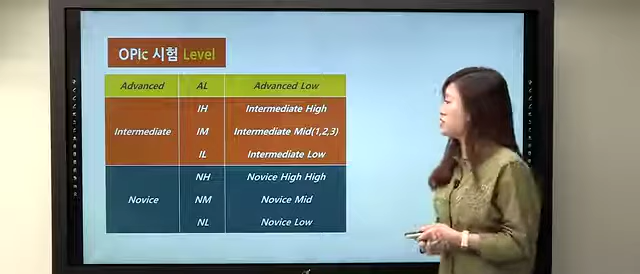 OPIc 시험 Level
Advanced AL Advanced Low
IH Intermediate High
Intermediate IM Intermediate Mid(1,2,3)
IL Intermediate Low
NH Novice High High
Novice NM Novice Mid
NL Novice Low